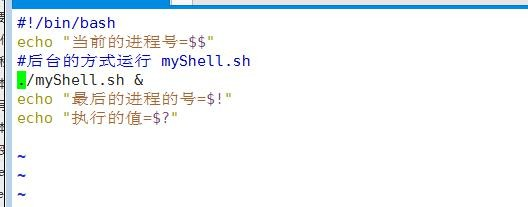 #!/bin/bash
echo "当前的进程号=$$"
#后台的方式运行 myShell.sh
./myShell.sh &
echo "最后的进程的号=$!"
echo "执行的值=$?"
~
~
~